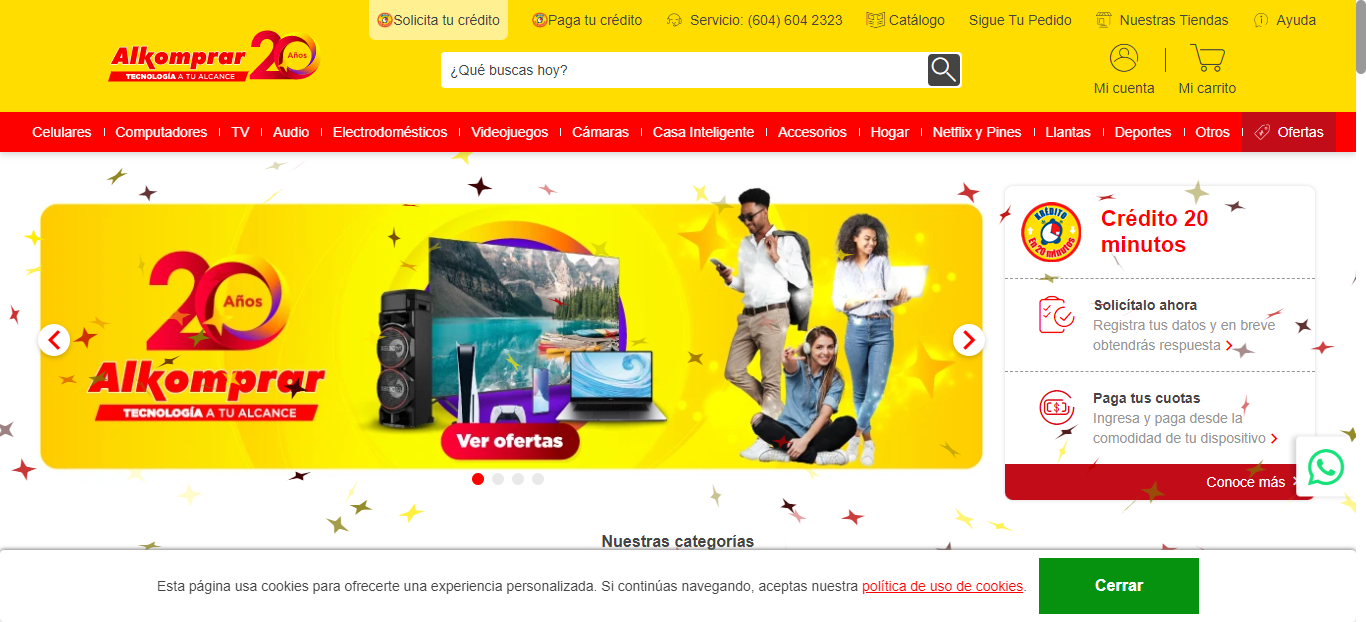 Solicita tu crédito
Paga tu crédito
Servicio: (604) 604 2323
Catálogo
Sigue Tu Pedido
Nuestras Tiendas
Ayuda
Alkomprar 20 Años
TECNOLOGÍA A TU ALCANCE
¿Qué buscas hoy?
Mi cuenta
Mi carrito
Celulares
Computadores
TV
Audio
Electrodomésticos
Videojuegos
Cámaras
Casa Inteligente
Accesorios
Hogar
Netflix y Pines
Llantas
Deportes
Otros
Ofertas
20 Años
Alkomprar
TECNOLOGÍA A TU ALCANCE
Ver ofertas
KRÉDITO
En 20 minutos
Crédito 20
minutos
Solicítalo ahora
Registra tus datos y en breve
obtendrás respuesta
Paga tus cuotas
Ingresa y paga desde la
comodidad de tu dispositivo
Conoce más
Nuestras categorías
Esta página usa cookies para ofrecerte una experiencia personalizada. Si continúas navegando, aceptas nuestra política de uso de cookies.
Cerrar